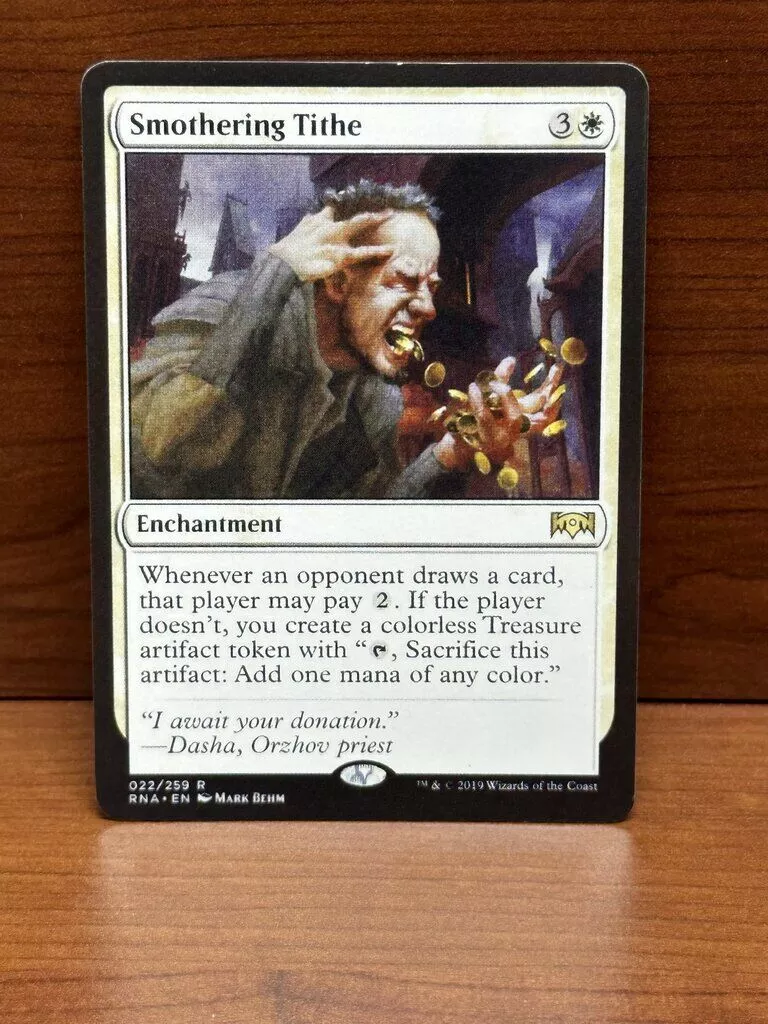 Smothering Tithe 3
Enchantment
Whenever an opponent draws a card,
that player may pay 2. If the player
doesn't, you create a colorless Treasure
artifact token with “, Sacrifice this
artifact: Add one mana of any color.”
“I await your donation.”
—Dasha, Orzhov priest
022/259 R
RNA • EN MARK BEHM
™ & © 2019 Wizards of the Coast